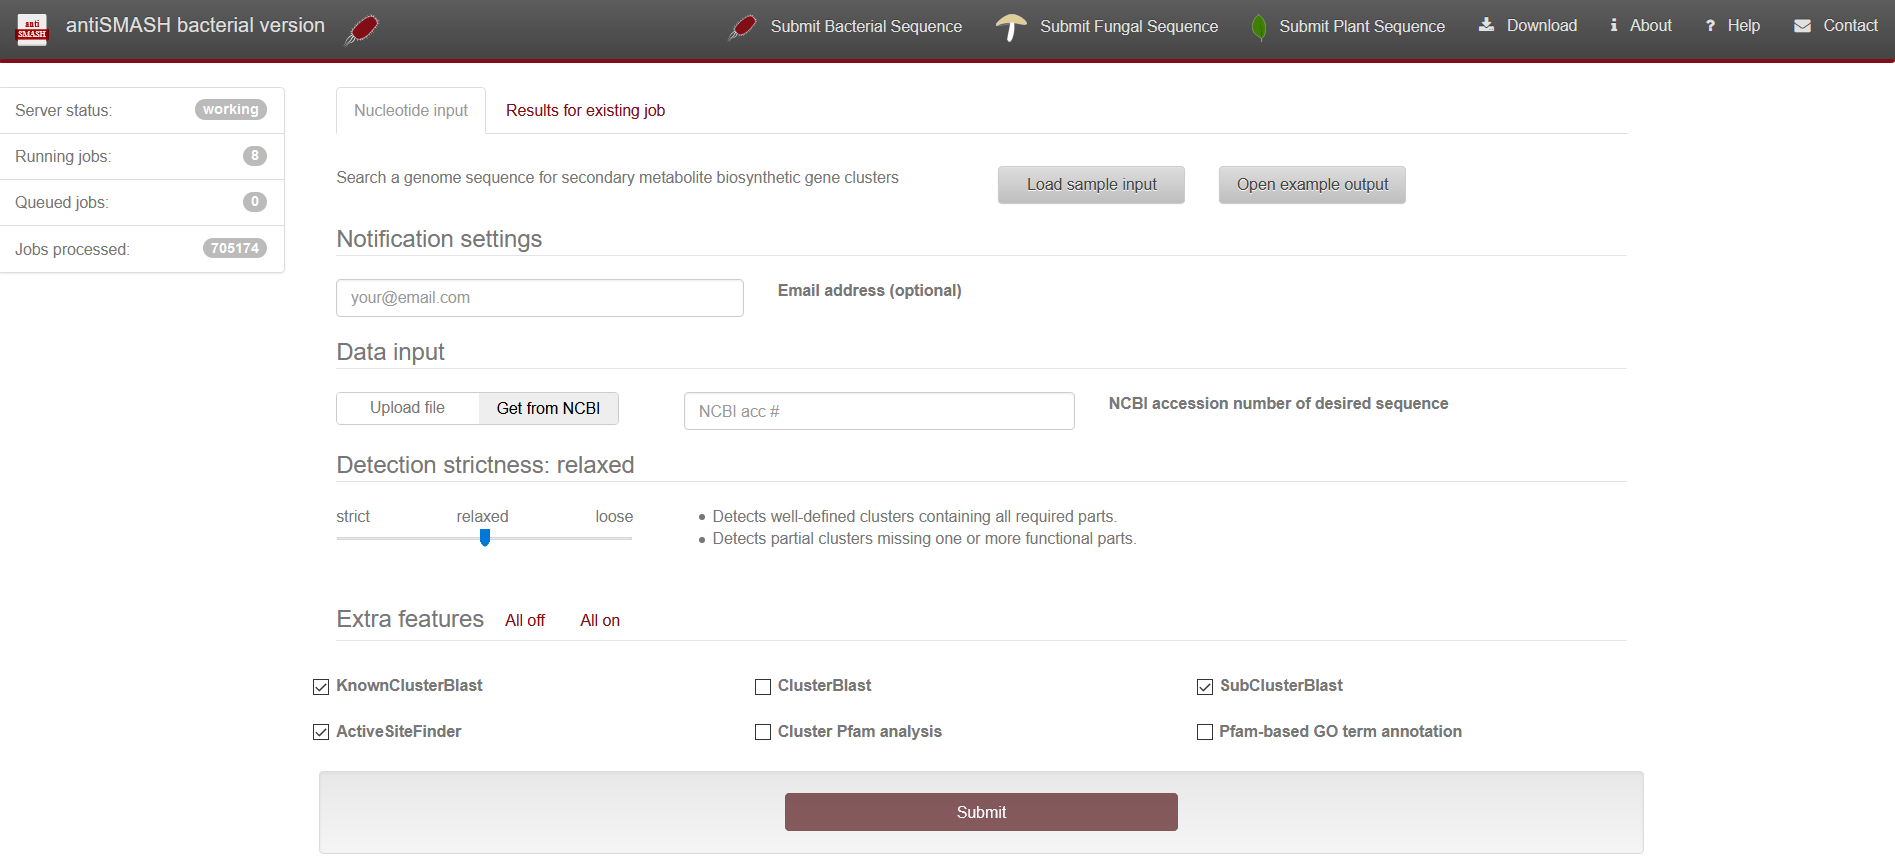 anti SMASH antiSMASH bacterial version Submit Bacterial Sequence Submit Fungal Sequence Submit Plant Sequence Download About Help Contact
Server status: working
Running jobs: 8
Queued jobs: 0
Jobs processed: 705174
Nucleotide input Results for existing job
Search a genome sequence for secondary metabolite biosynthetic gene clusters Load sample input Open example output
Notification settings
your@email.com Email address (optional)
Data input
Upload file Get from NCBI NCBI acc # NCBI accession number of desired sequence
Detection strictness: relaxed
strict relaxed loose
• Detects well-defined clusters containing all required parts.
• Detects partial clusters missing one or more functional parts.
Extra features All off All on
KnownClusterBlast ClusterBlast SubClusterBlast
ActiveSiteFinder Cluster Pfam analysis Pfam-based GO term annotation
Submit